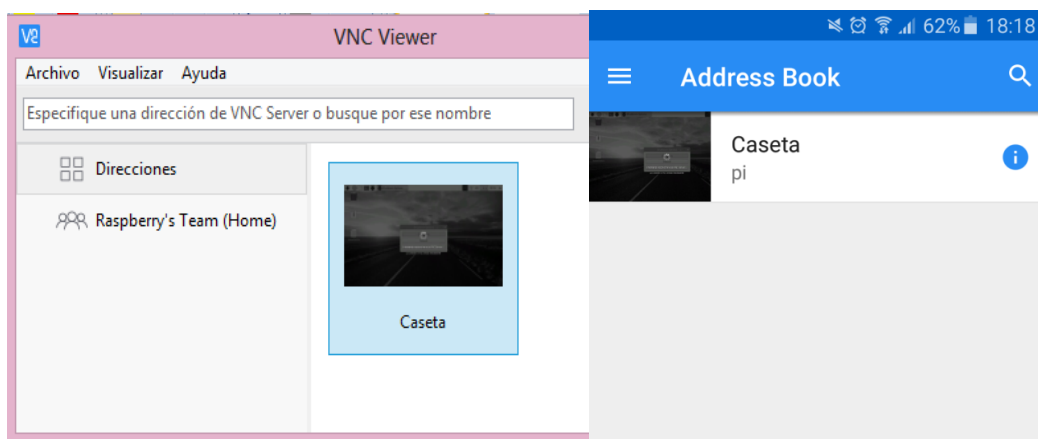 VNC Viewer
Archivo Visualizar Ayuda
Especifique una dirección de VNC Server o busque por ese nombre
Direcciones
Raspberry's Team (Home)
Caseta
62% 18:18
Address Book
Caseta
pi